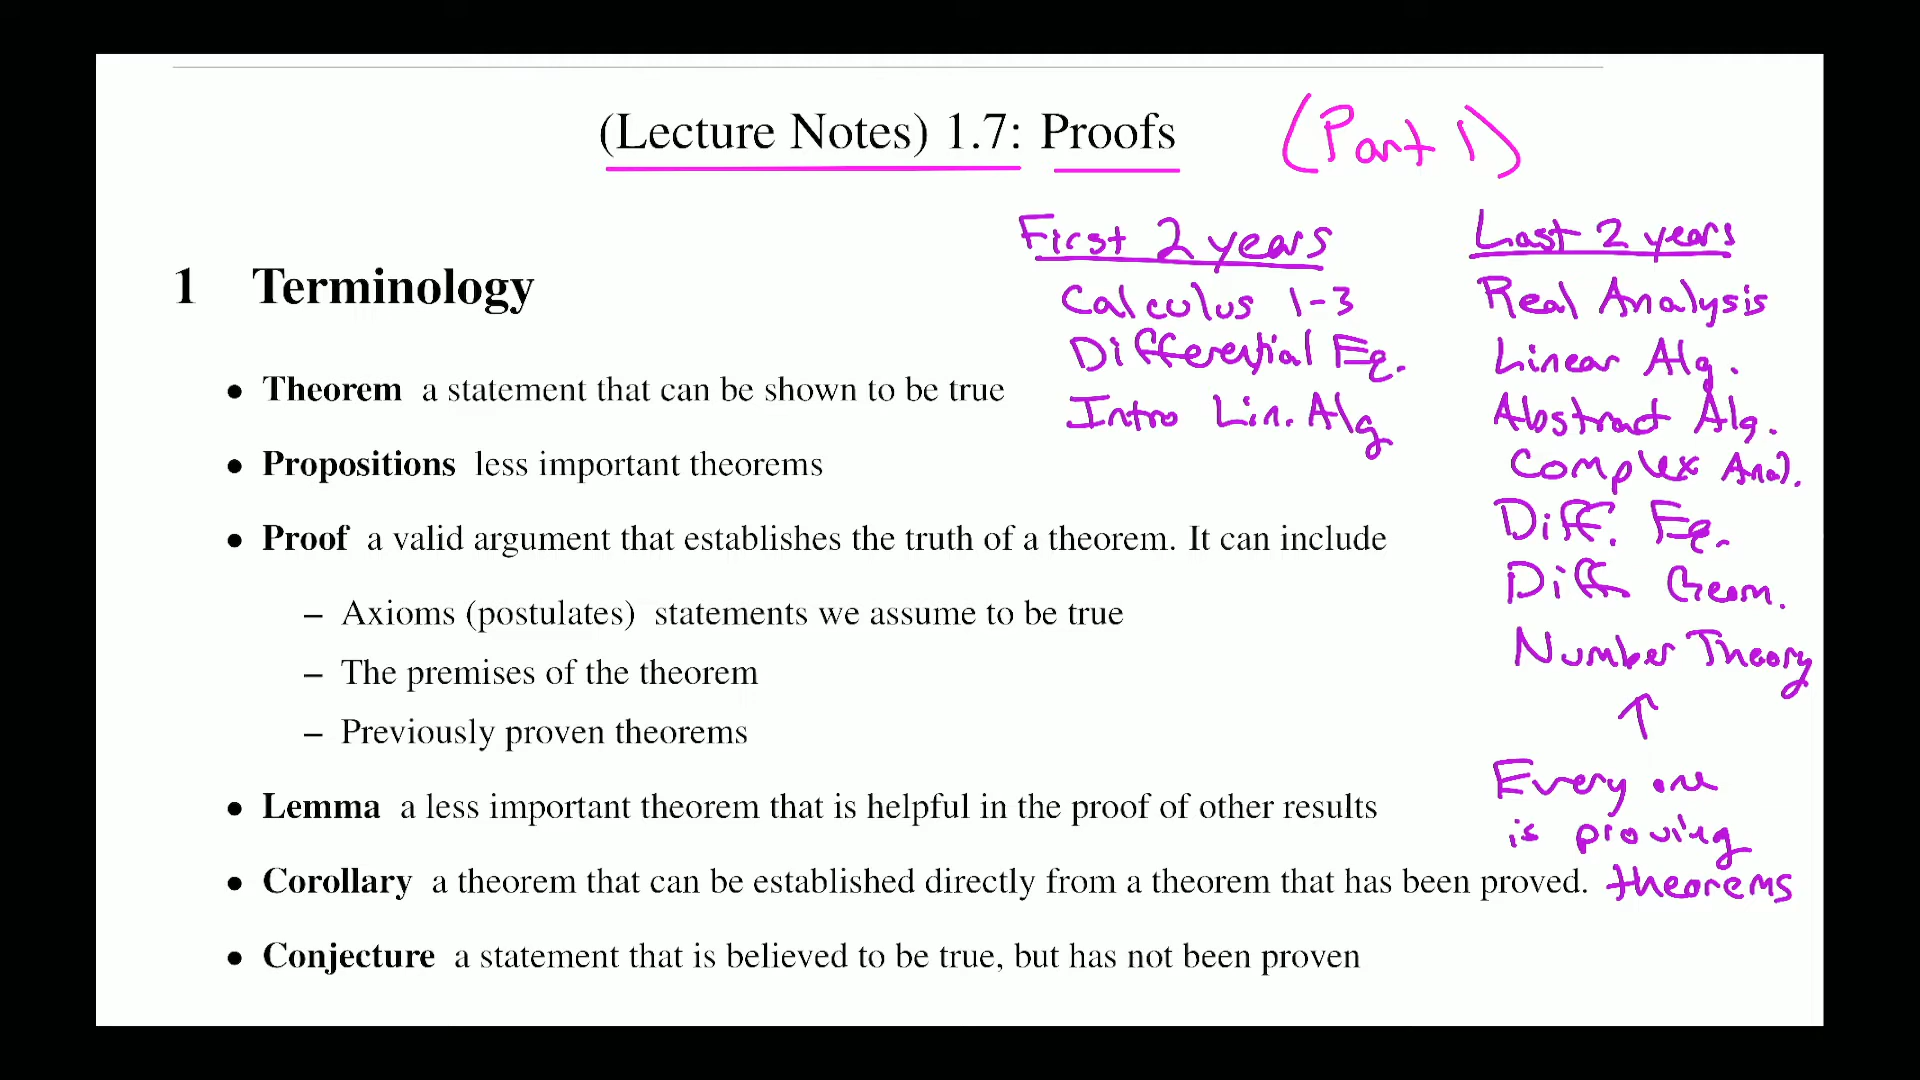 (Lecture Notes) 1.7: Proofs (Part 1)
First 2 years
Calculus 1-3
Differential Eq.
Intro Lin. Alg
Last 2 years
Real Analysis
Linear Alg.
Abstract Alg.
Complex Anal.
Diff. Eq.
Diff Geom.
Number Theory
↑
Every one
is proving
theorems
1 Terminology
• Theorem a statement that can be shown to be true
• Propositions less important theorems
• Proof a valid argument that establishes the truth of a theorem. It can include
– Axioms (postulates) statements we assume to be true
– The premises of the theorem
– Previously proven theorems
• Lemma a less important theorem that is helpful in the proof of other results
• Corollary a theorem that can be established directly from a theorem that has been proved.
• Conjecture a statement that is believed to be true, but has not been proven